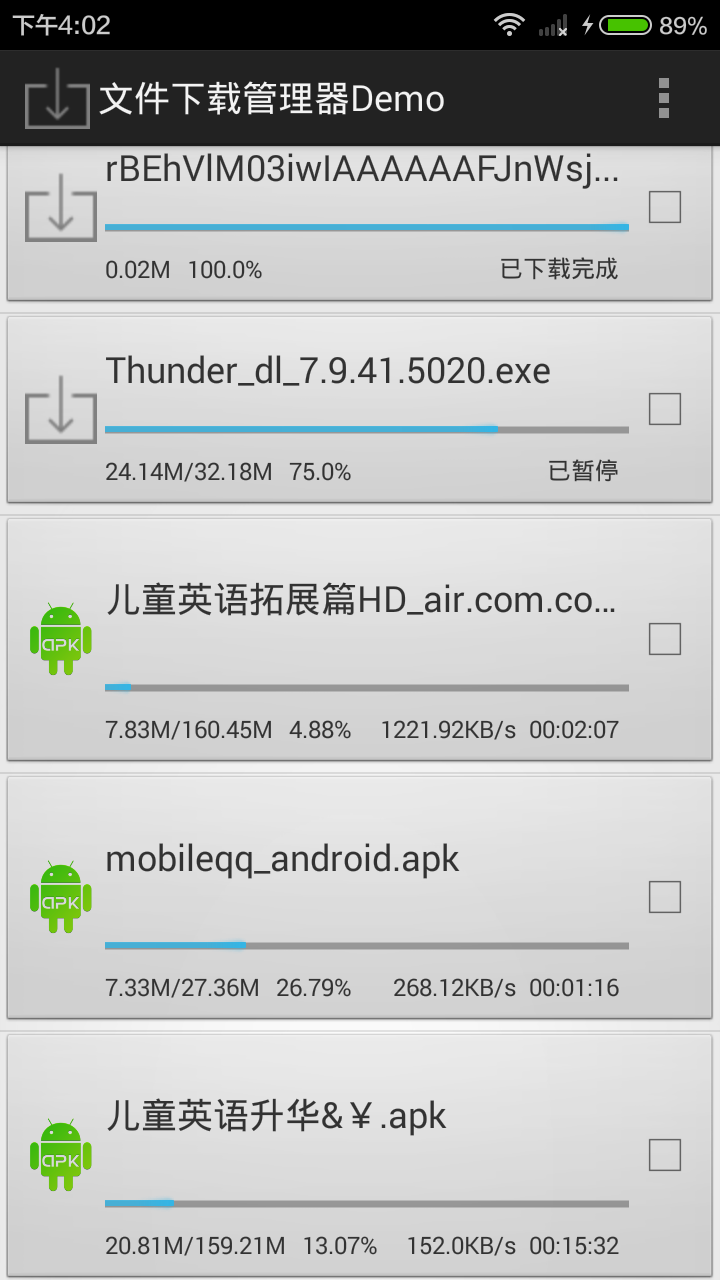 下午4:02 89%
文件下载管理器Demo
rBEhVlM03iwIAAAAAAFJnWsj...
0.02M 100.0% 已下载完成
Thunder_dl_7.9.41.5020.exe
24.14M/32.18M 75.0% 已暂停
儿童英语拓展篇HD_air.com.co...
APK
7.83M/160.45M 4.88% 1221.92KB/s 00:02:07
mobileqq_android.apk
APK
7.33M/27.36M 26.79% 268.12KB/s 00:01:16
儿童英语升华&￥.apk
APK
20.81M/159.21M 13.07% 152.0KB/s 00:15:32